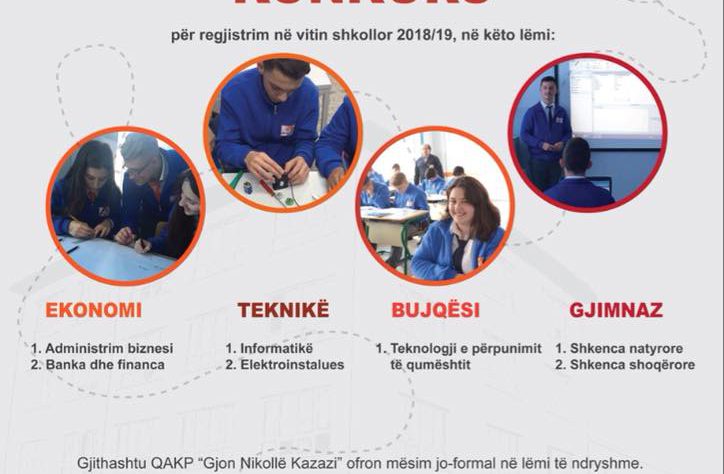 KONKURS
për regjistrim në vitin shkollor 2018/19, në këto lëmi:
EKONOMI
1. Administrim biznesi
2. Banka dhe financa
TEKNIKË
1. Informatikë
2. Elektroinstalues
BUJQËSI
1. Teknologji e përpunimit
të qumështit
GJIMNAZ
1. Shkenca natyrore
2. Shkenca shoqërore
Gjithashtu QAKP “Gjon Nikollë Kazazi” ofron mësim jo-formal në lëmi të ndryshme.